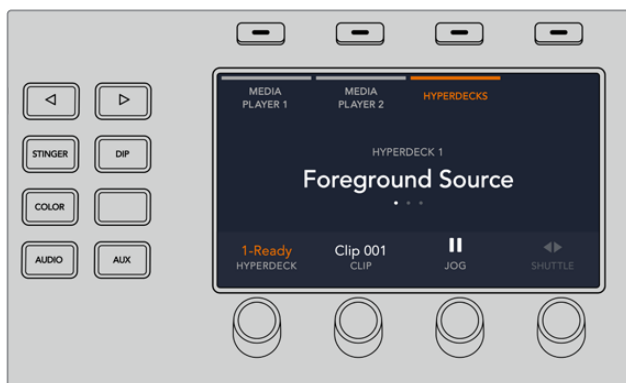 MEDIA
PLAYER 1
MEDIA
PLAYER 2
HYPERDECKS
STINGER
DIP
HYPERDECK 1
Foreground Source
COLOR
AUDIO
AUX
1-Ready
HYPERDECK
Clip 001
CLIP
JOG
SHUTTLE